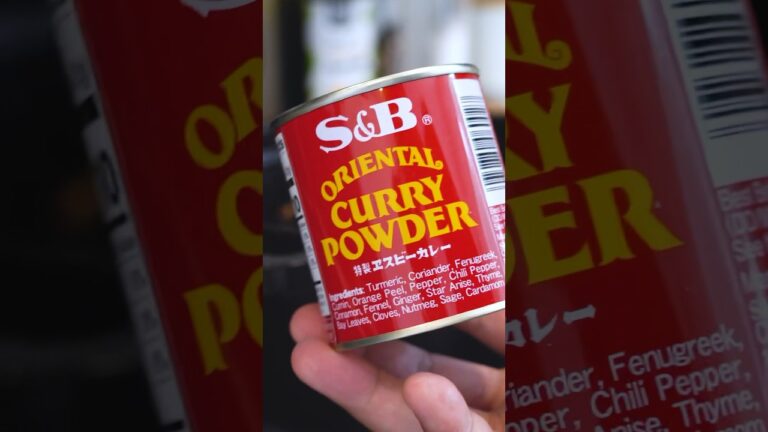 S&B®
ORIENTAL
CURRY
POWDER
特製 ヱスビーカレー
Ingredients: Turmeric, Coriander, Fenugreek,
Cumin, Orange Peel, Pepper, Chili Pepper,
Cinnamon, Fennel, Ginger, Star Anise, Thyme,
Bay Leaves, Cloves, Nutmeg, Sage, Cardamom